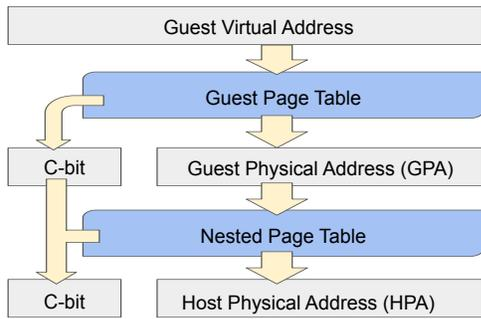 Guest Virtual Address
Guest Page Table
C-bit
Guest Physical Address (GPA)
Nested Page Table
C-bit
Host Physical Address (HPA)